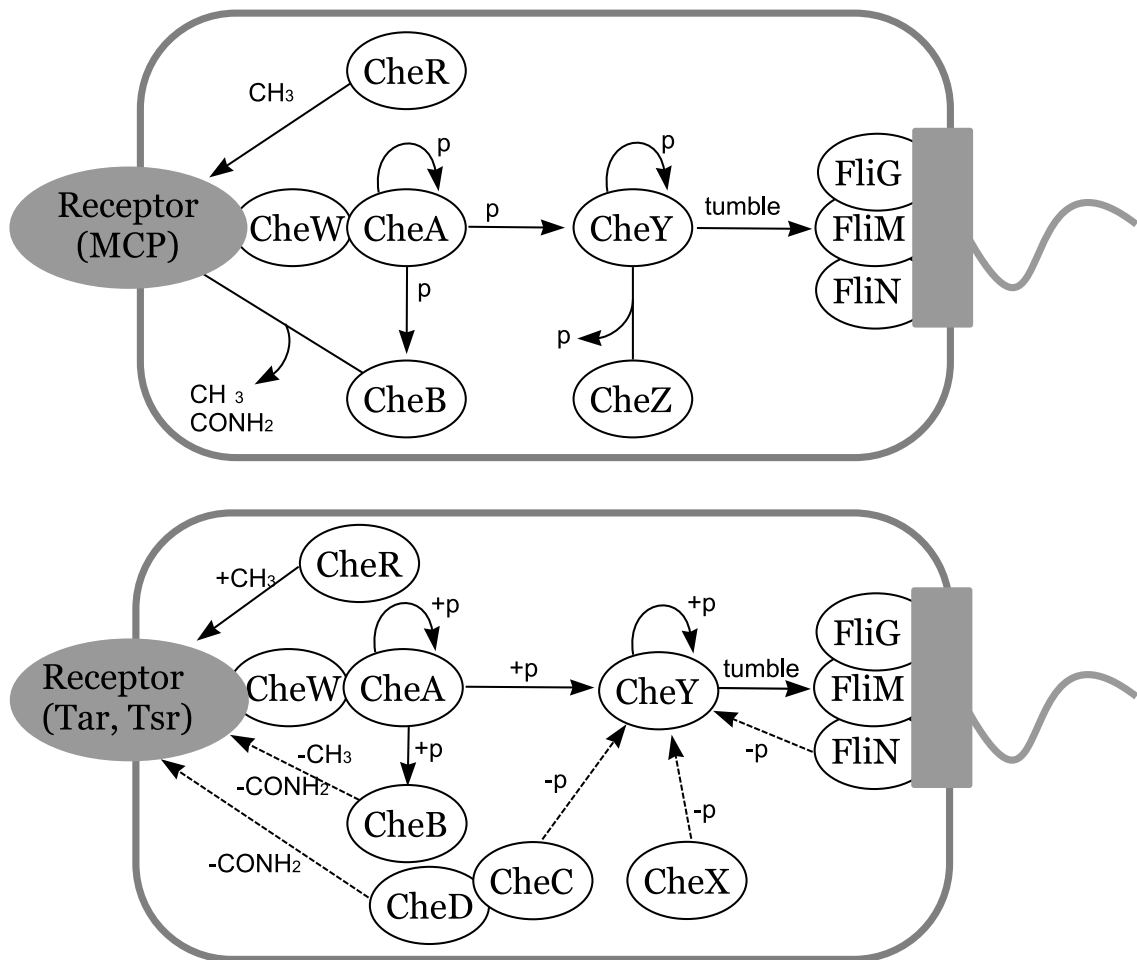 CheR
CH3
p
p
FliG
Receptor
(MCP)
CheW
CheA
p
CheY
tumble
FliM
p
FliN
p
CH 3
CONH2
CheB
CheZ
CheR
+CH3
+p
+p
FliG
Receptor
(Tar, Tsr)
CheW
CheA
+p
CheY
tumble
FliM
-CH3
+p
-p
FliN
-CONH2
-p
CheB
-p
-CONH2
CheD
CheC
CheX